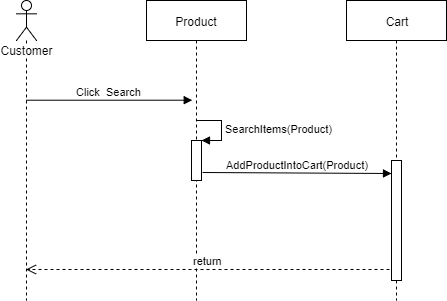 Product
Cart
Customer
Click Search
SearchItems(Product)
AddProductIntoCart(Product)
return